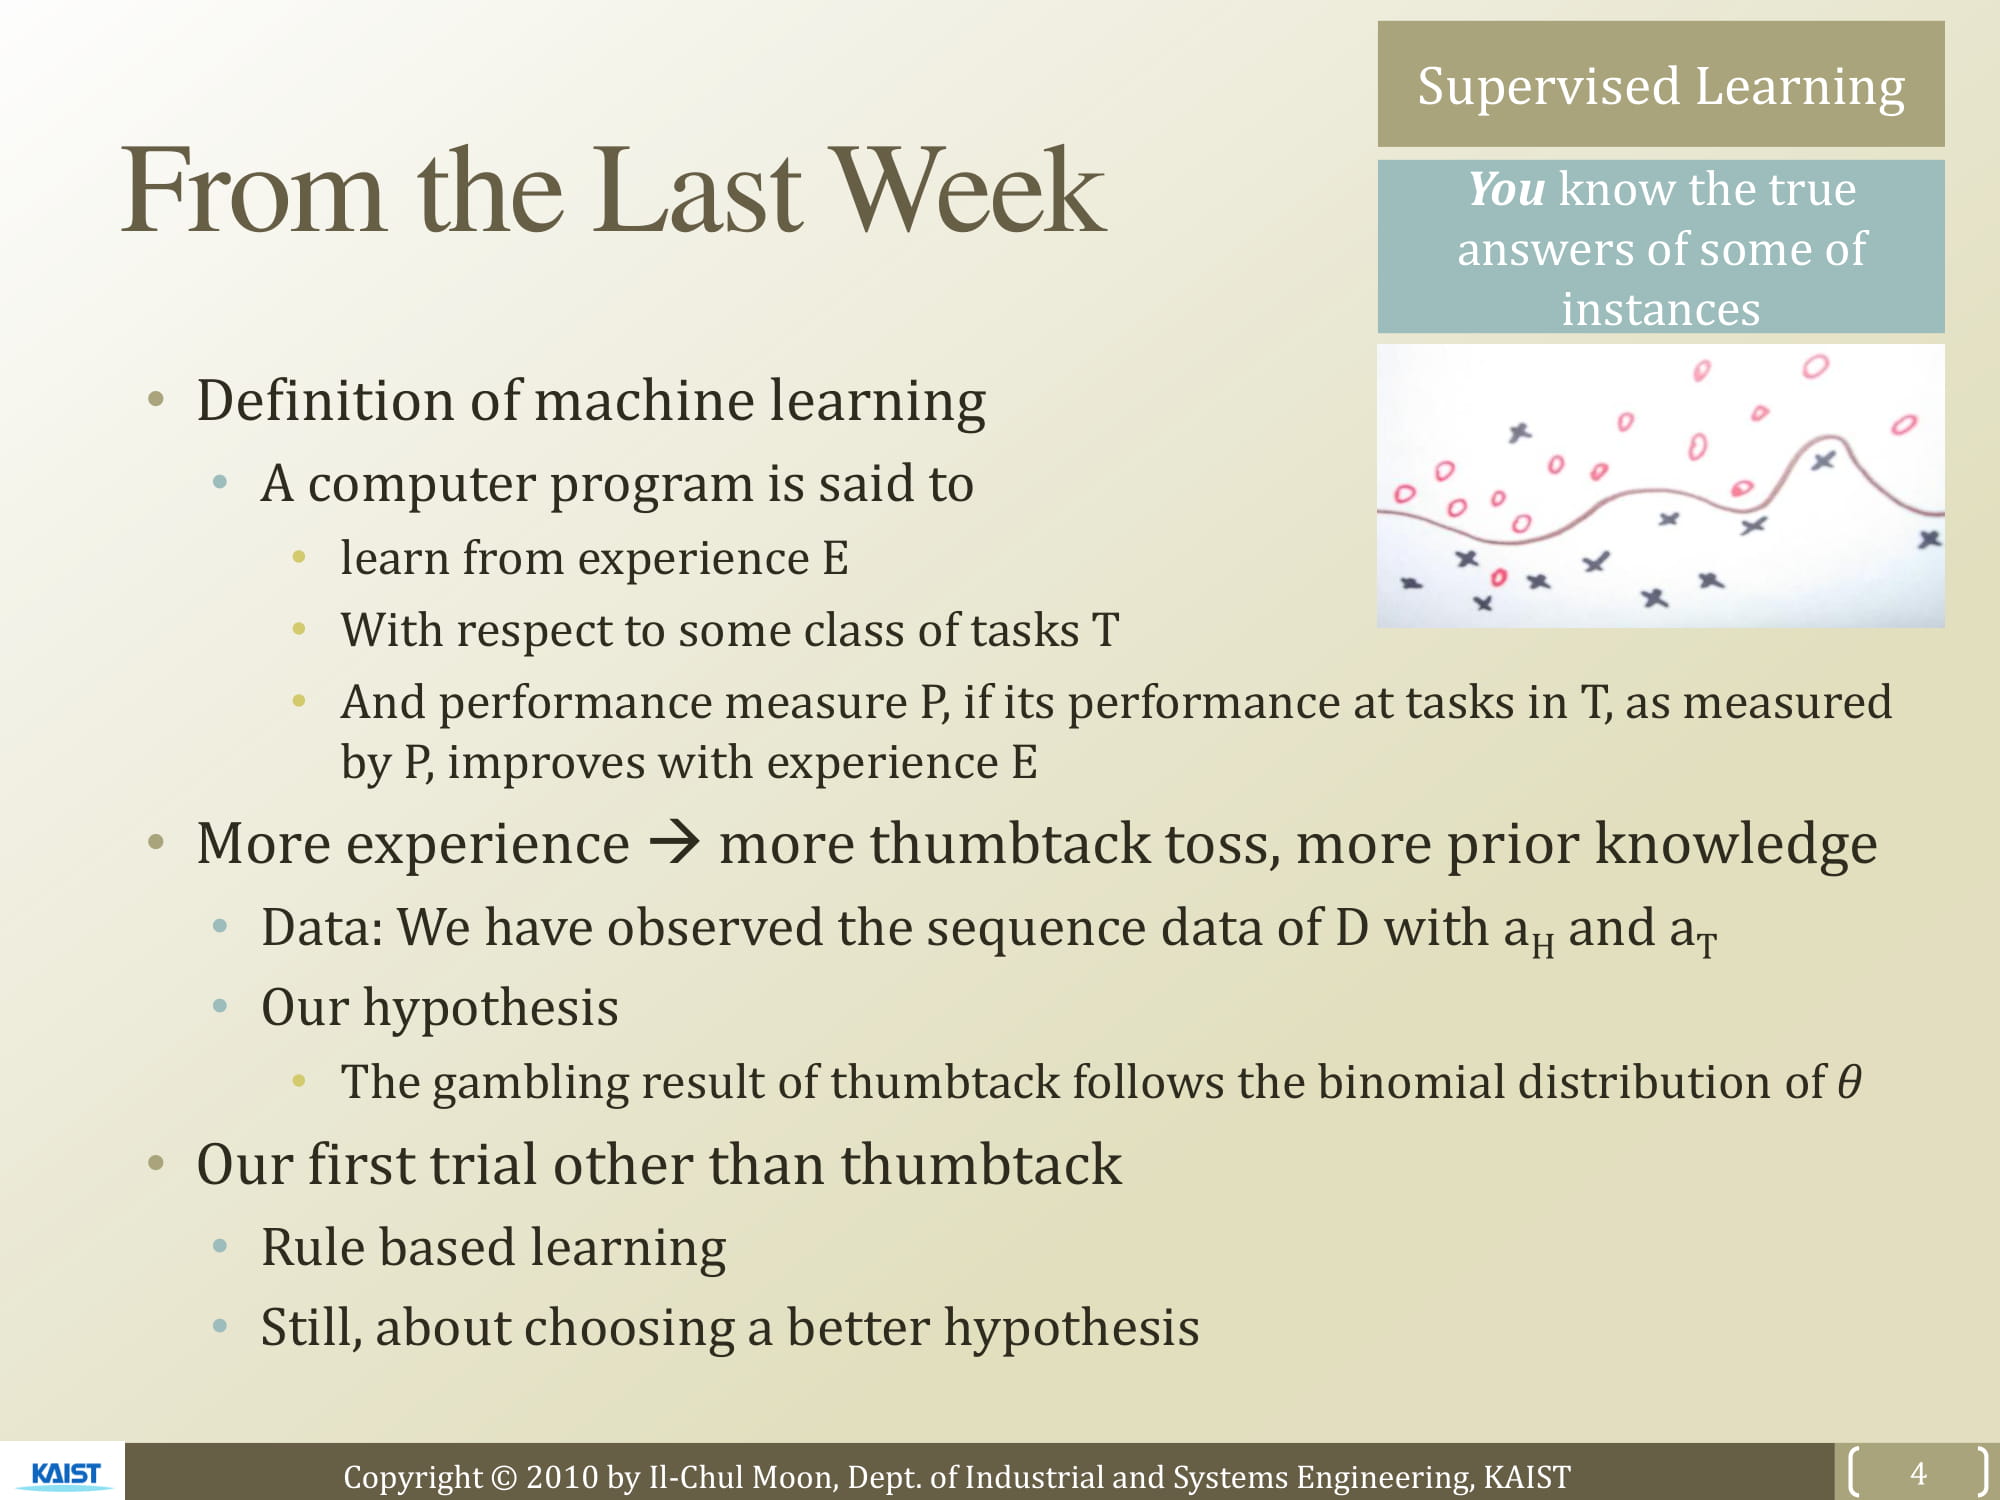 Supervised Learning
From the Last Week
You know the true
answers of some of
instances
• Definition of machine learning
• A computer program is said to
• learn from experience E
• With respect to some class of tasks T
• And performance measure P, if its performance at tasks in T, as measured
by P, improves with experience E
• More experience → more thumbtack toss, more prior knowledge
• Data: We have observed the sequence data of D with a_H and a_T
• Our hypothesis
• The gambling result of thumbtack follows the binomial distribution of θ
• Our first trial other than thumbtack
• Rule based learning
• Still, about choosing a better hypothesis
KAIST
Copyright © 2010 by Il-Chul Moon, Dept. of Industrial and Systems Engineering, KAIST
4